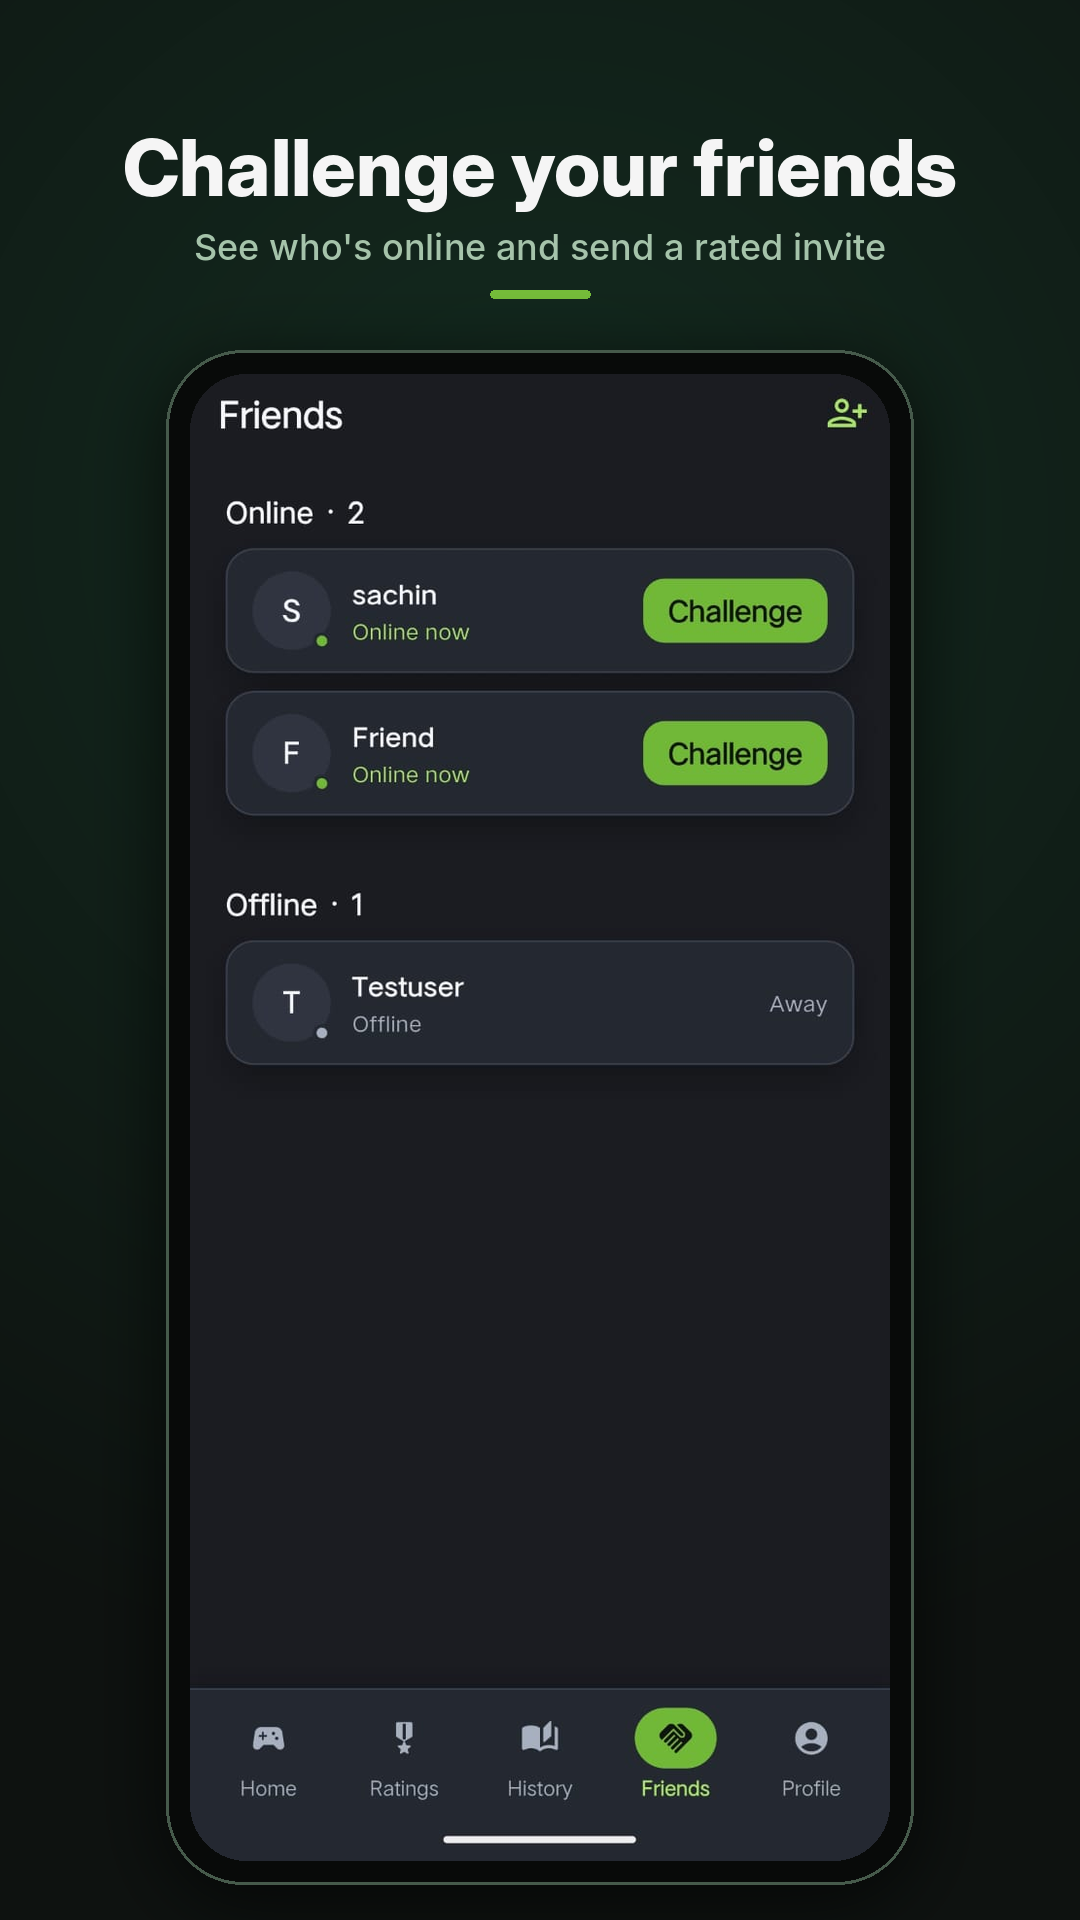 Challenge your friends
See who's online and send a rated invite
Friends
Online · 2
S
sachin
Online now
Challenge
F
Friend
Online now
Challenge
Offline · 1
T
Testuser
Offline
Away
Home
Ratings
History
Friends
Profile